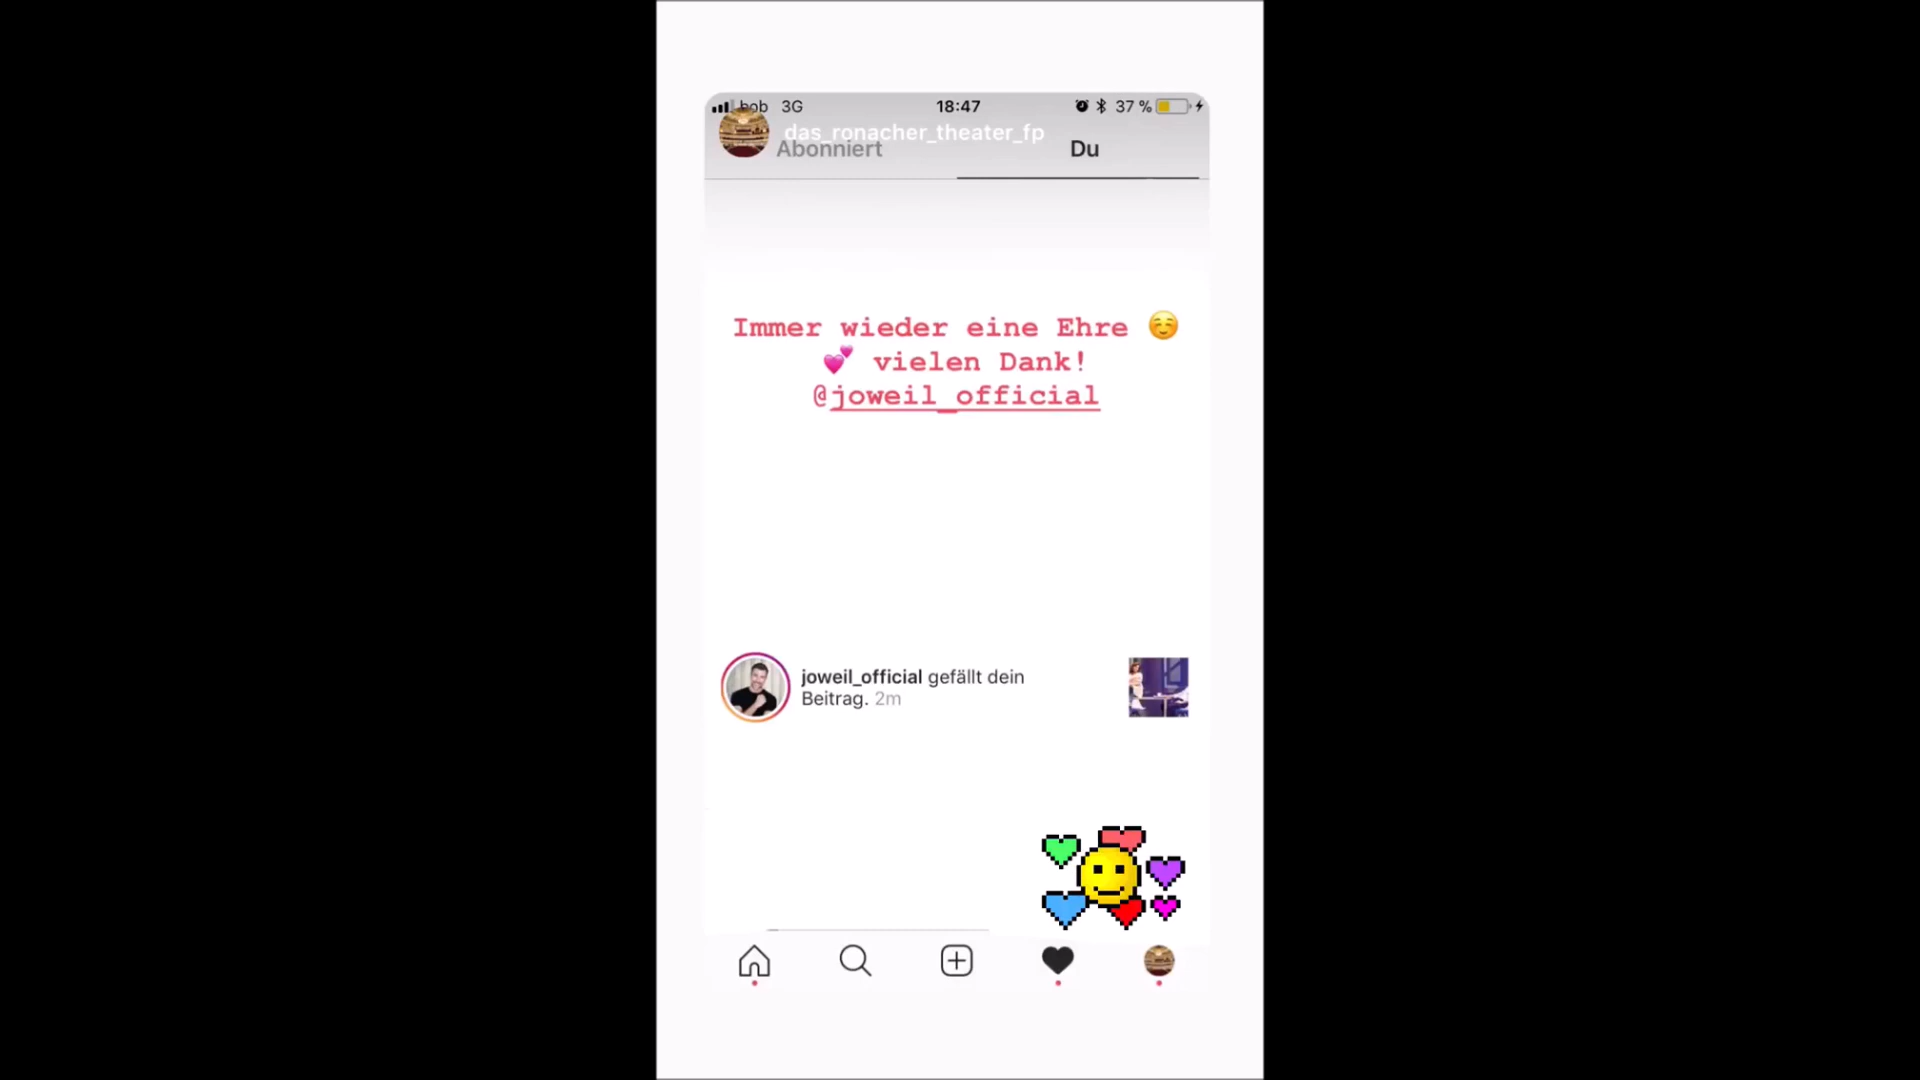 bob 3G 18:47 37 %
das_ronacher_theater_fp
Abonniert Du
Immer wieder eine Ehre ☺️
💕 vielen Dank!
@joweil_official
joweil_official gefällt dein
Beitrag. 2m